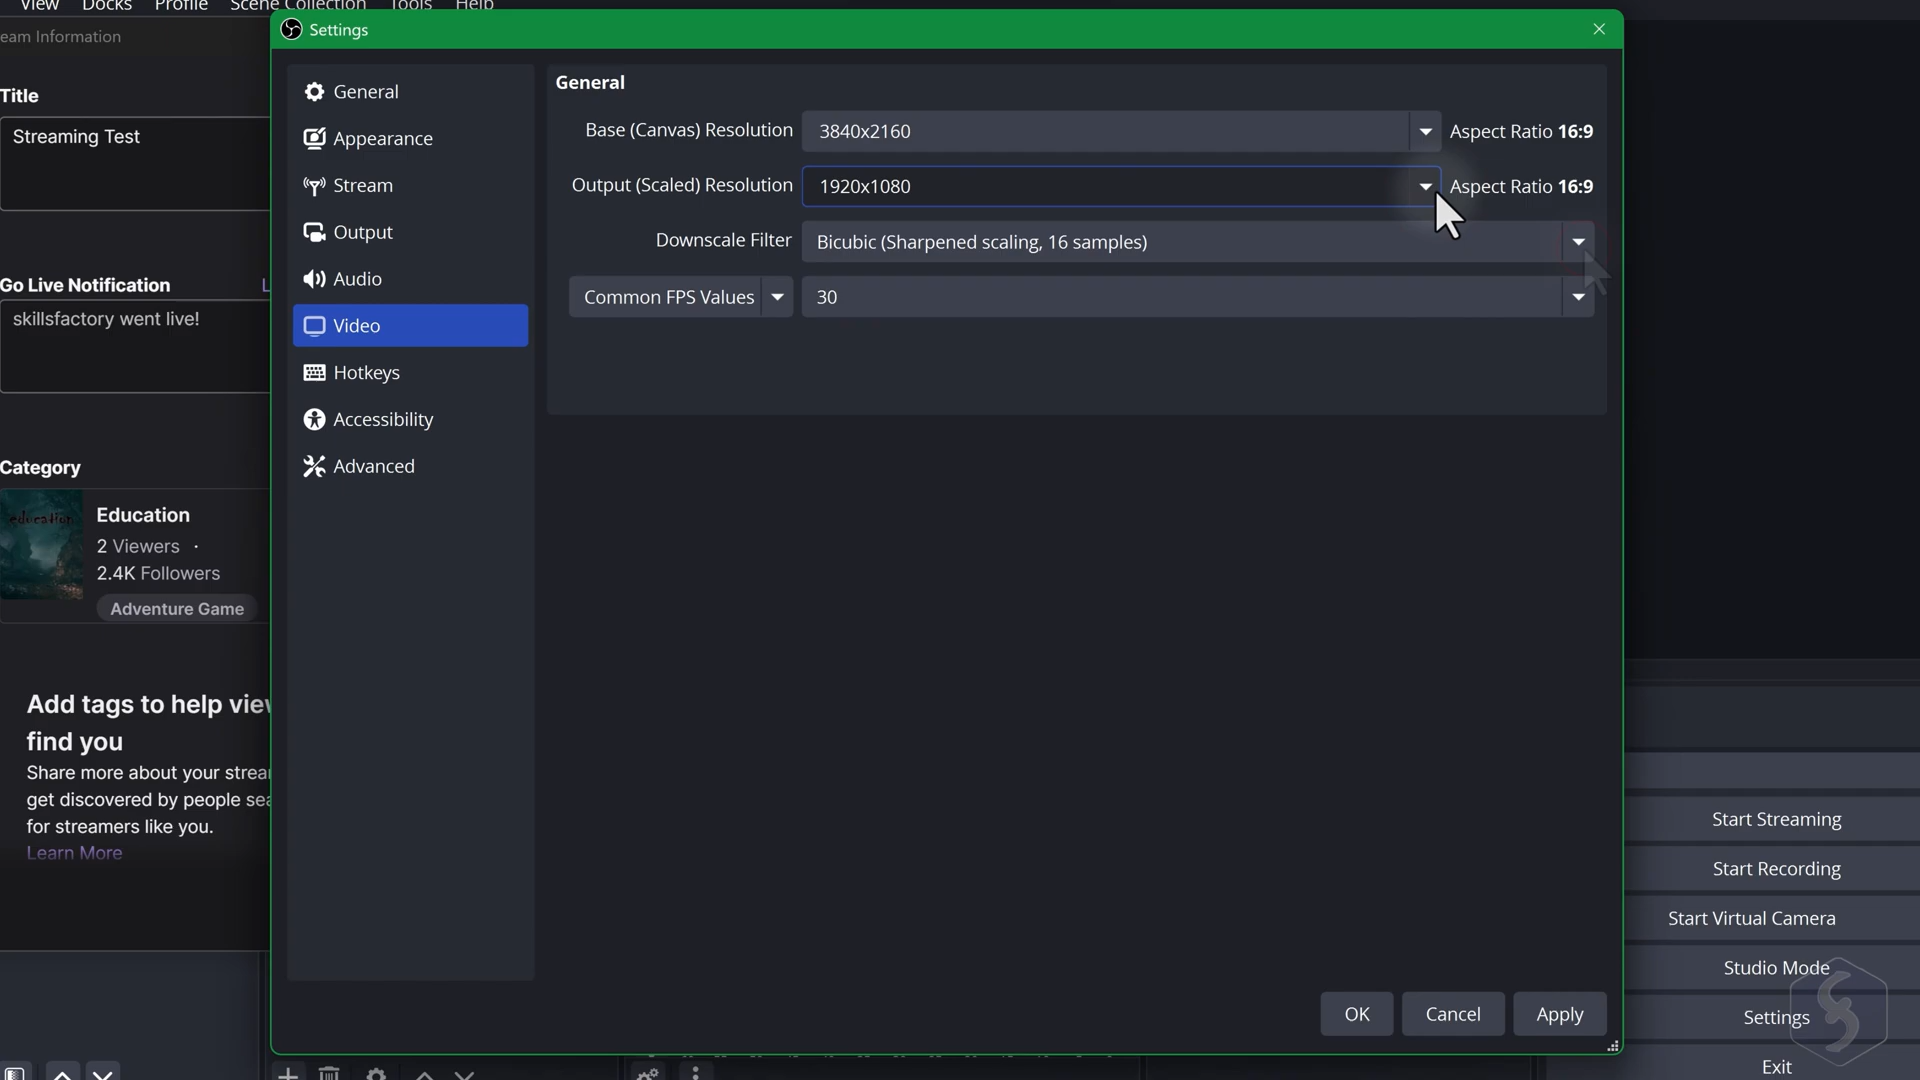 View Docks Profile Scene Collection Tools Help
eam Information
Title
Streaming Test
Go Live Notification
skillsfactory went live!
Category
education
Education
2 Viewers ·
2.4K Followers
Adventure Game
Add tags to help view
find you
Share more about your strea
get discovered by people sea
for streamers like you.
Learn More
Settings
General
Appearance
Stream
Output
Audio
Video
Hotkeys
Accessibility
Advanced
General
Base (Canvas) Resolution 3840x2160 Aspect Ratio 16:9
Output (Scaled) Resolution 1920x1080 Aspect Ratio 16:9
Downscale Filter Bicubic (Sharpened scaling, 16 samples)
Common FPS Values 30
OK Cancel Apply
Start Streaming
Start Recording
Start Virtual Camera
Studio Mode
Settings
Exit